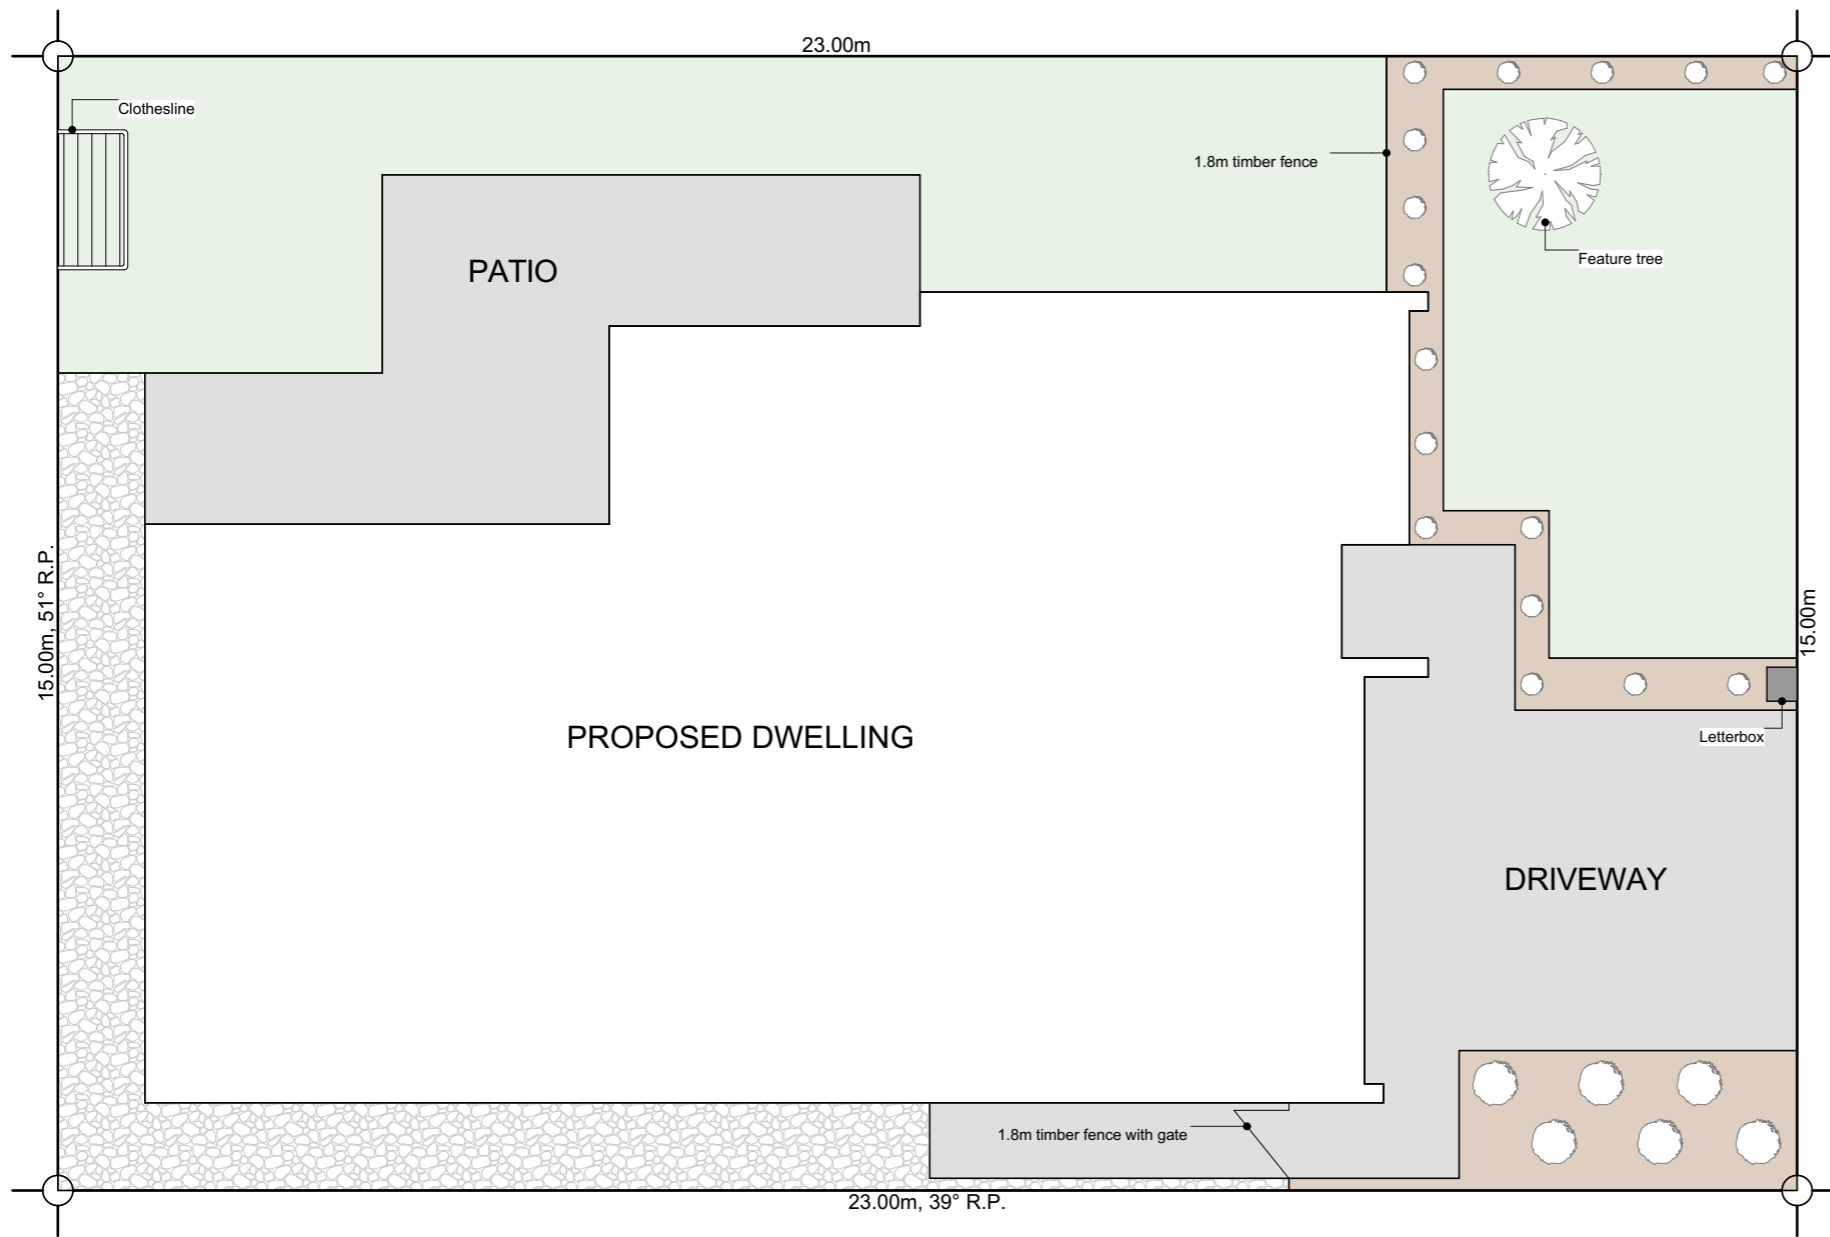 23.00m
Clothesline
1.8m timber fence
Feature tree
PATIO
15.00m, 51° R.P.
15.00m
PROPOSED DWELLING
Letterbox
DRIVEWAY
1.8m timber fence with gate
23.00m, 39° R.P.